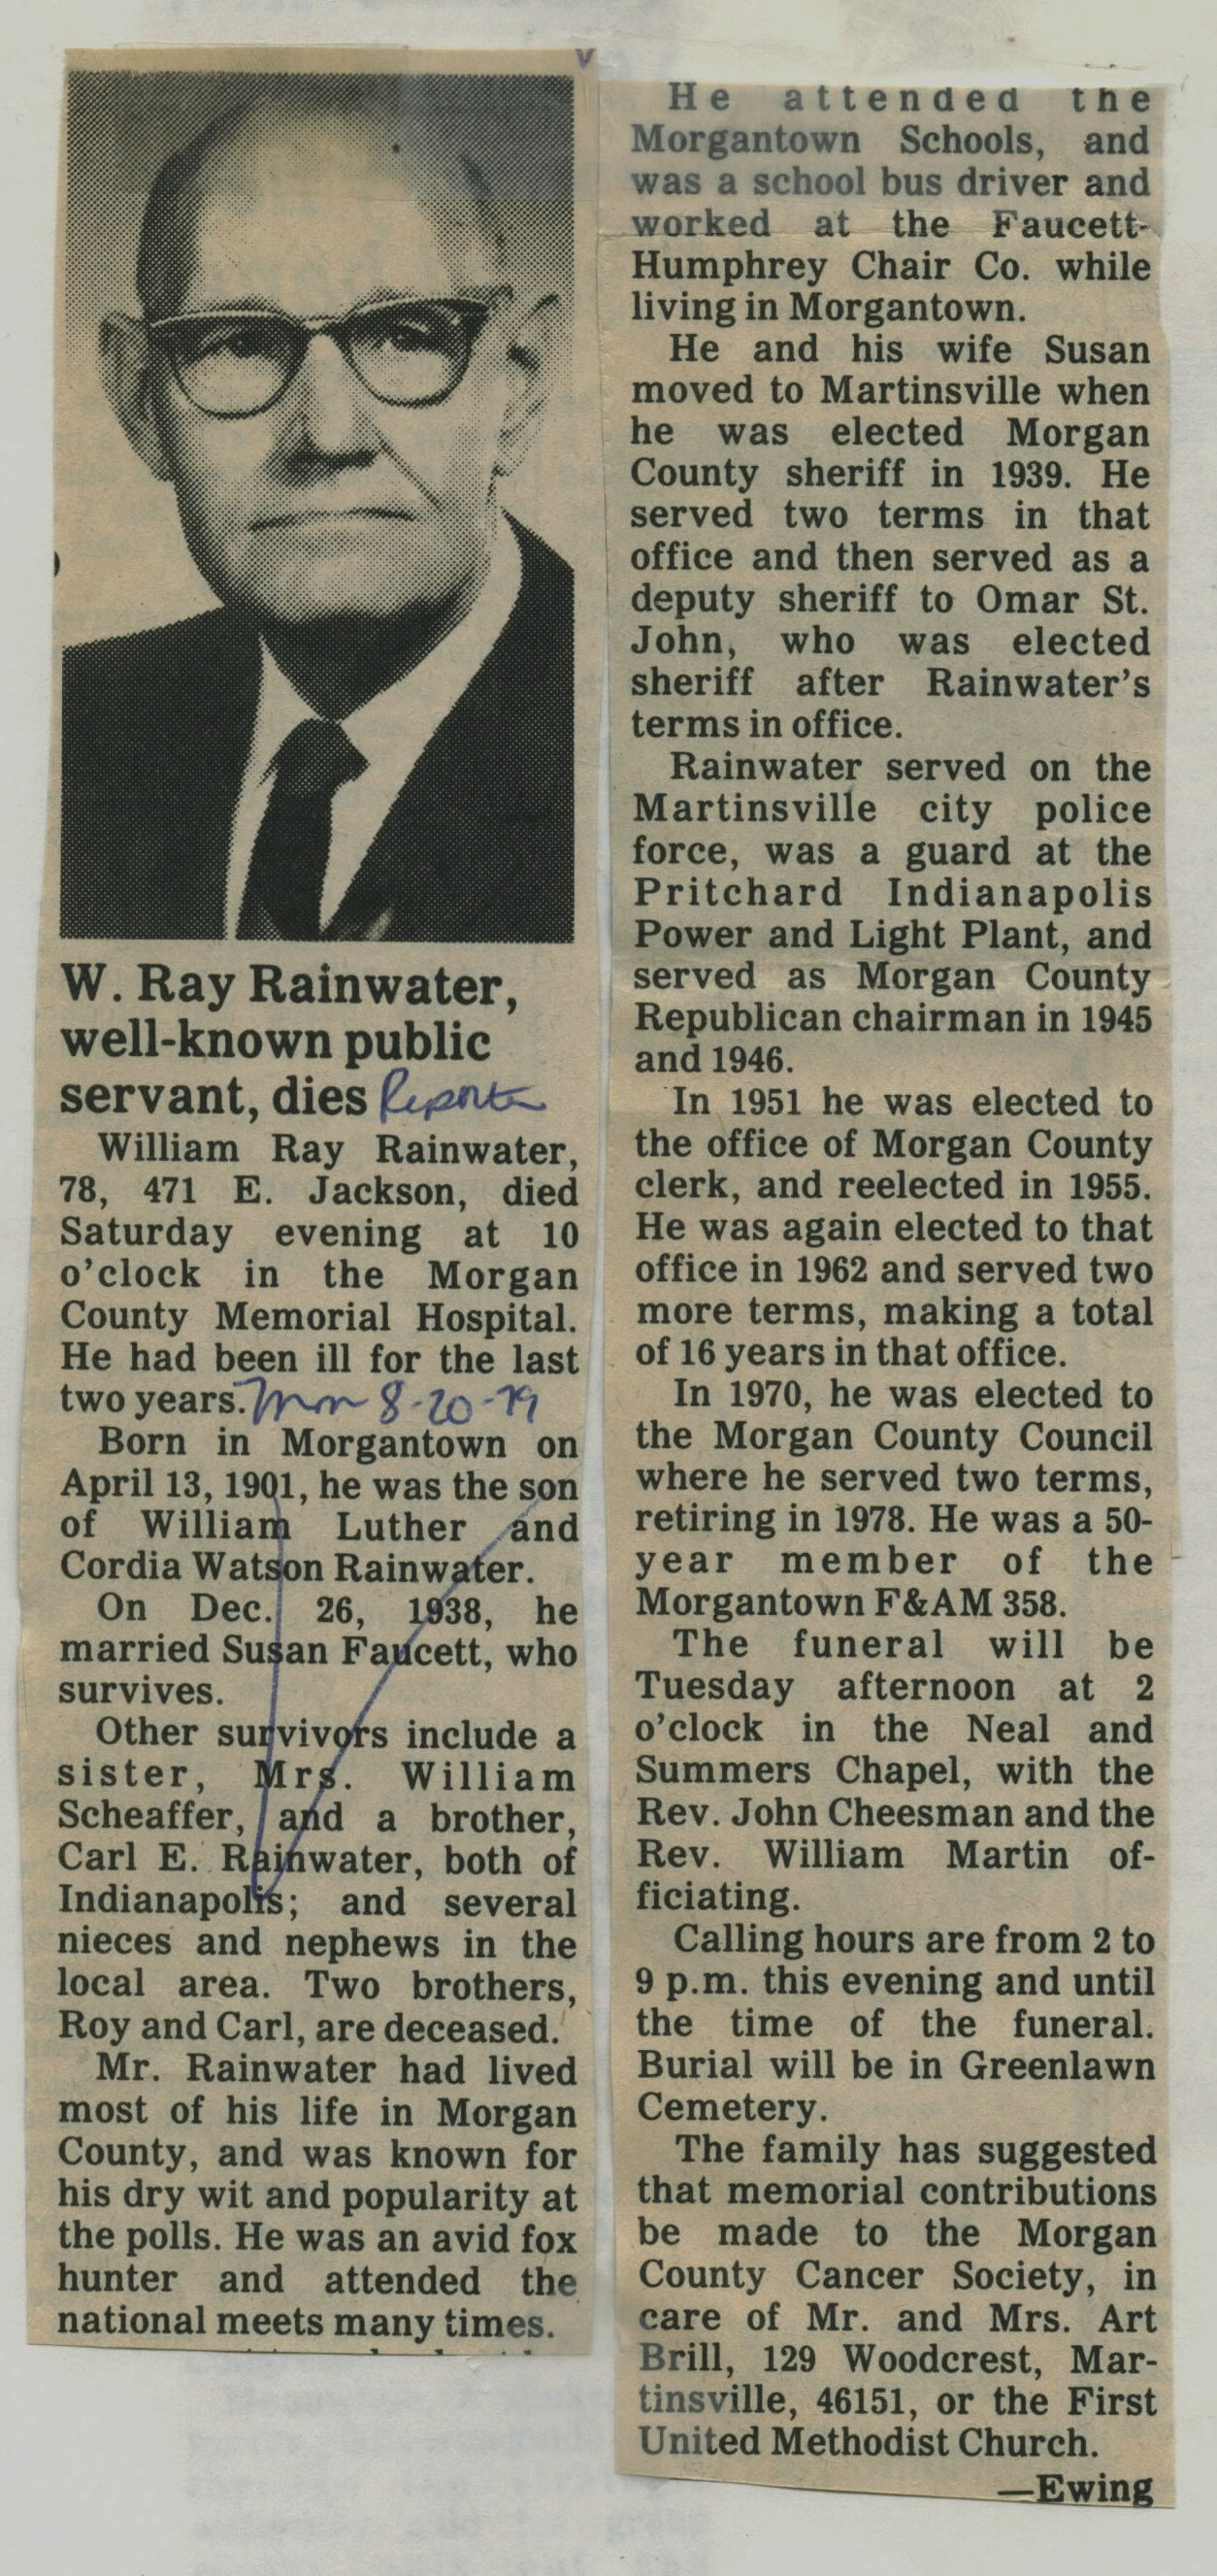 W. Ray Rainwater,
well-known public
servant, dies Reporter
William Ray Rainwater,
78, 471 E. Jackson, died
Saturday evening at 10
o'clock in the Morgan
County Memorial Hospital.
He had been ill for the last
two years. Mon 8-20-79
Born in Morgantown on
April 13, 1901, he was the son
of William Luther and
Cordia Watson Rainwater.
On Dec. 26, 1938, he
married Susan Faucett, who
survives.
Other survivors include a
sister, Mrs. William
Scheaffer, and a brother,
Carl E. Rainwater, both of
Indianapolis; and several
nieces and nephews in the
local area. Two brothers,
Roy and Carl, are deceased.
Mr. Rainwater had lived
most of his life in Morgan
County, and was known for
his dry wit and popularity at
the polls. He was an avid fox
hunter and attended the
national meets many times.
He attended the
Morgantown Schools, and
was a school bus driver and
worked at the Faucett-
Humphrey Chair Co. while
living in Morgantown.
He and his wife Susan
moved to Martinsville when
he was elected Morgan
County sheriff in 1939. He
served two terms in that
office and then served as a
deputy sheriff to Omar St.
John, who was elected
sheriff after Rainwater's
terms in office.
Rainwater served on the
Martinsville city police
force, was a guard at the
Pritchard Indianapolis
Power and Light Plant, and
served as Morgan County
Republican chairman in 1945
and 1946.
In 1951 he was elected to
the office of Morgan County
clerk, and reelected in 1955.
He was again elected to that
office in 1962 and served two
more terms, making a total
of 16 years in that office.
In 1970, he was elected to
the Morgan County Council
where he served two terms,
retiring in 1978. He was a 50-
year member of the
Morgantown F&AM 358.
The funeral will be
Tuesday afternoon at 2
o'clock in the Neal and
Summers Chapel, with the
Rev. John Cheesman and the
Rev. William Martin of-
ficiating.
Calling hours are from 2 to
9 p.m. this evening and until
the time of the funeral.
Burial will be in Greenlawn
Cemetery.
The family has suggested
that memorial contributions
be made to the Morgan
County Cancer Society, in
care of Mr. and Mrs. Art
Brill, 129 Woodcrest, Mar-
tinsville, 46151, or the First
United Methodist Church.
—Ewing